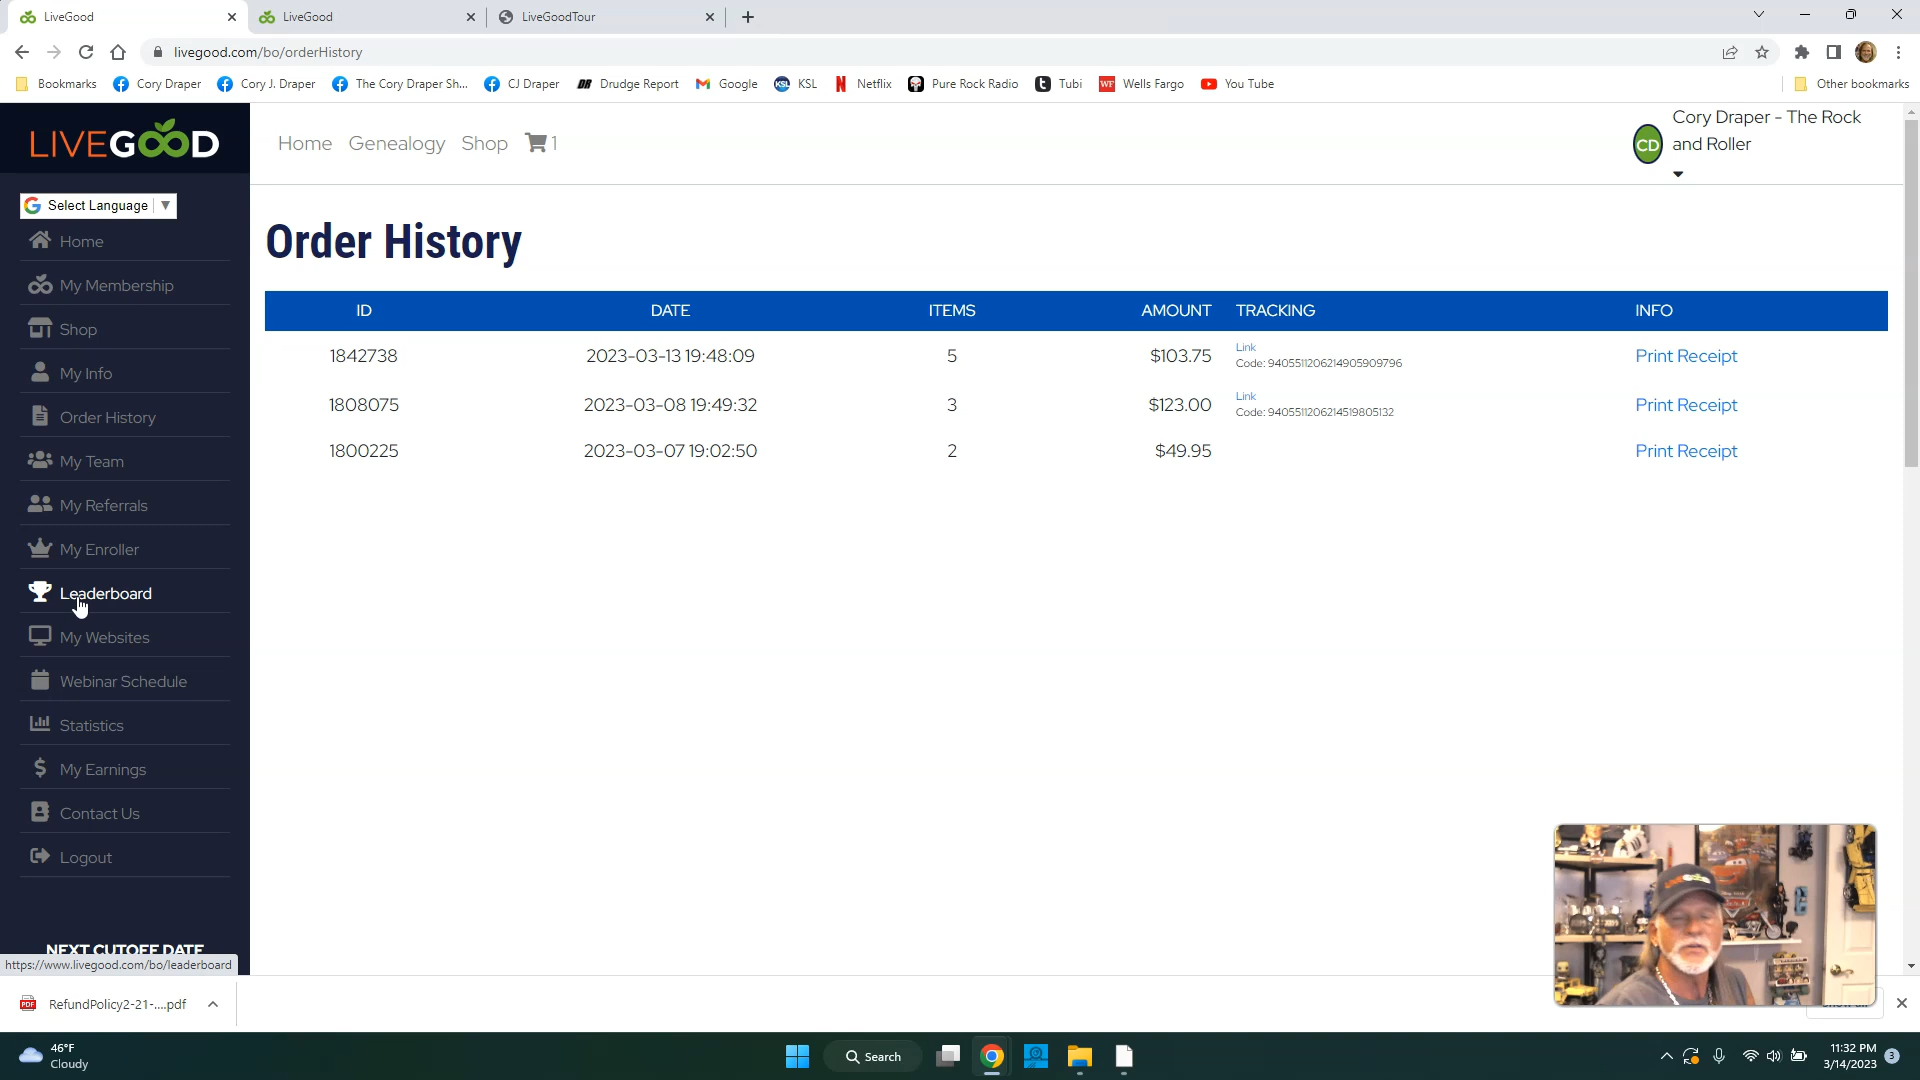 LiveGood
LiveGood
LiveGoodTour
livegood.com/bo/orderHistory
Bookmarks
Cory Draper
Cory J. Draper
The Cory Draper Sh...
CJ Draper
DR
Drudge Report
Google
KSL
KSL
Netflix
Pure Rock Radio
t
Tubi
WF
Wells Fargo
You Tube
Other bookmarks
LIVEGOOD
Home
Genealogy
Shop
1
CD
Cory Draper - The Rock
and Roller
G Select Language ▼
Home
My Membership
Shop
My Info
Order History
My Team
My Referrals
My Enroller
Leaderboard
My Websites
Webinar Schedule
Statistics
$ My Earnings
Contact Us
Logout
NEXT CUTOFF DATE
https://www.livegood.com/bo/leaderboard
Order History
ID DATE ITEMS AMOUNT TRACKING INFO
1842738 2023-03-13 19:48:09 5 $103.75 Link Print Receipt
Code: 9405511206214905909796
1808075 2023-03-08 19:49:32 3 $123.00 Link Print Receipt
Code: 9405511206214519805132
1800225 2023-03-07 19:02:50 2 $49.95 Print Receipt
PDF
RefundPolicy2-21-....pdf
46°F
Cloudy
Search
11:32 PM
3/14/2023
3